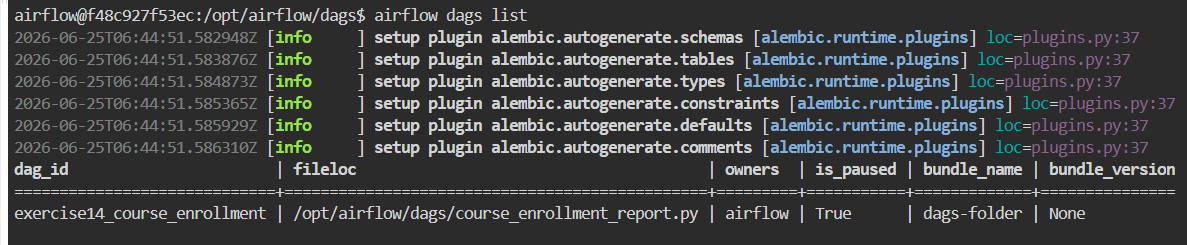 airflow@f48c927f53ec:/opt/airflow/dags$ airflow dags list
2026-06-25T06:44:51.582948Z [info     ] setup plugin alembic.autogenerate.schemas [alembic.runtime.plugins] loc=plugins.py:37
2026-06-25T06:44:51.583876Z [info     ] setup plugin alembic.autogenerate.tables [alembic.runtime.plugins] loc=plugins.py:37
2026-06-25T06:44:51.584873Z [info     ] setup plugin alembic.autogenerate.types [alembic.runtime.plugins] loc=plugins.py:37
2026-06-25T06:44:51.585365Z [info     ] setup plugin alembic.autogenerate.constraints [alembic.runtime.plugins] loc=plugins.py:37
2026-06-25T06:44:51.585929Z [info     ] setup plugin alembic.autogenerate.defaults [alembic.runtime.plugins] loc=plugins.py:37
2026-06-25T06:44:51.586310Z [info     ] setup plugin alembic.autogenerate.comments [alembic.runtime.plugins] loc=plugins.py:37
dag_id                       | fileloc                                       | owners  | is_paused | bundle_name | bundle_version
=============================+===============================================+=========+===========+=============+===============
exercise14_course_enrollment | /opt/airflow/dags/course_enrollment_report.py | airflow | True      | dags-folder | None